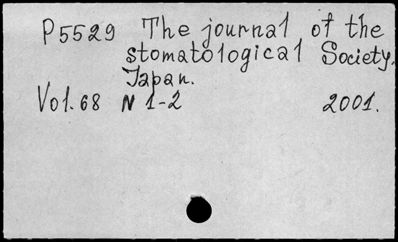 P5529 The journal of the
stomatological Society,
Japan.
Vol.68 N 1-2 2001.